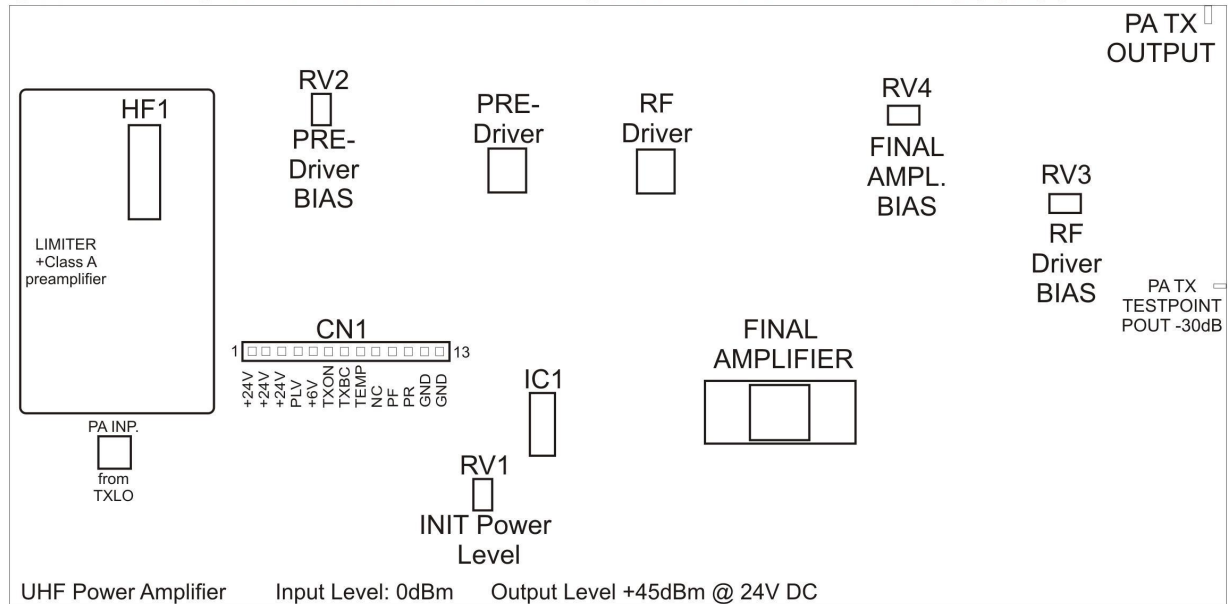 PA TX
OUTPUT
HF1
LIMITER
+Class A
preamplifier
RV2
PRE-
Driver
BIAS
PRE-
Driver
RF
Driver
RV4
FINAL
AMPL.
BIAS
RV3
RF
Driver
BIAS
PA TX
TESTPOINT
POUT -30dB
CN1
1
13
+24V
+24V
+24V
PLV
+6V
TXON
TXBC
TEMP
NC
PF
PR
GND
GND
FINAL
AMPLIFIER
IC1
PA INP.
from
TXLO
RV1
INIT Power
Level
UHF Power Amplifier Input Level: 0dBm Output Level +45dBm @ 24V DC